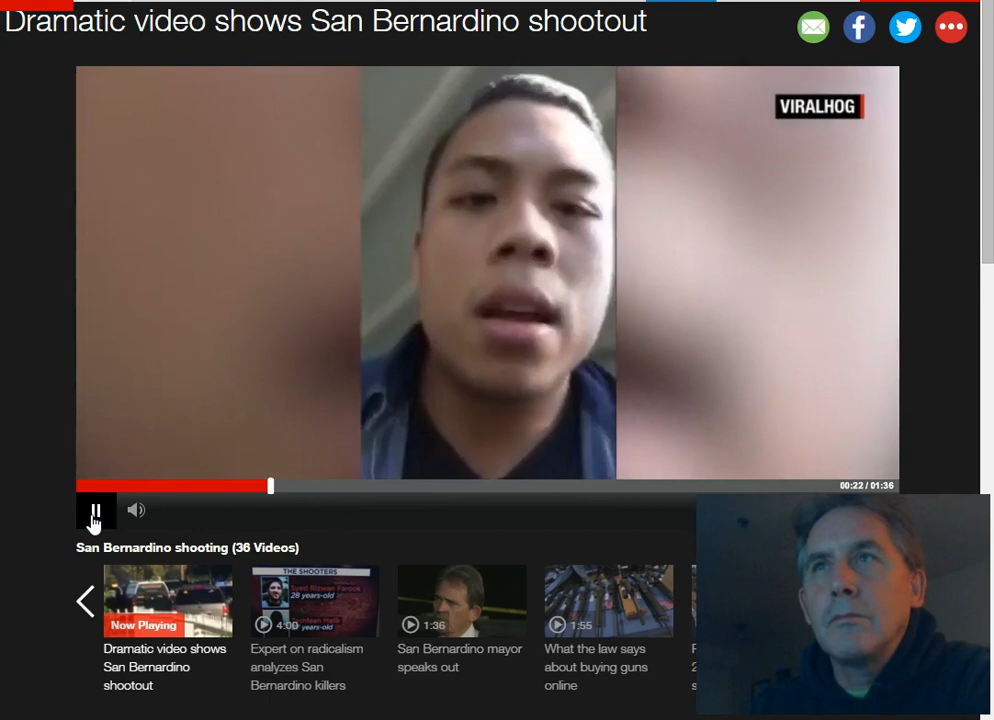 Dramatic video shows San Bernardino shootout
VIRALHOG
00:22 / 01:36
San Bernardino shooting (36 Videos)
Now Playing
Dramatic video shows
San Bernardino
shootout
THE SHOOTERS
Syed Rizwan Farook
28 years-old
years-old
4:00
Expert on radicalism
analyzes San
Bernardino killers
1:36
San Bernardino mayor
speaks out
1:55
What the law says
about buying guns
online